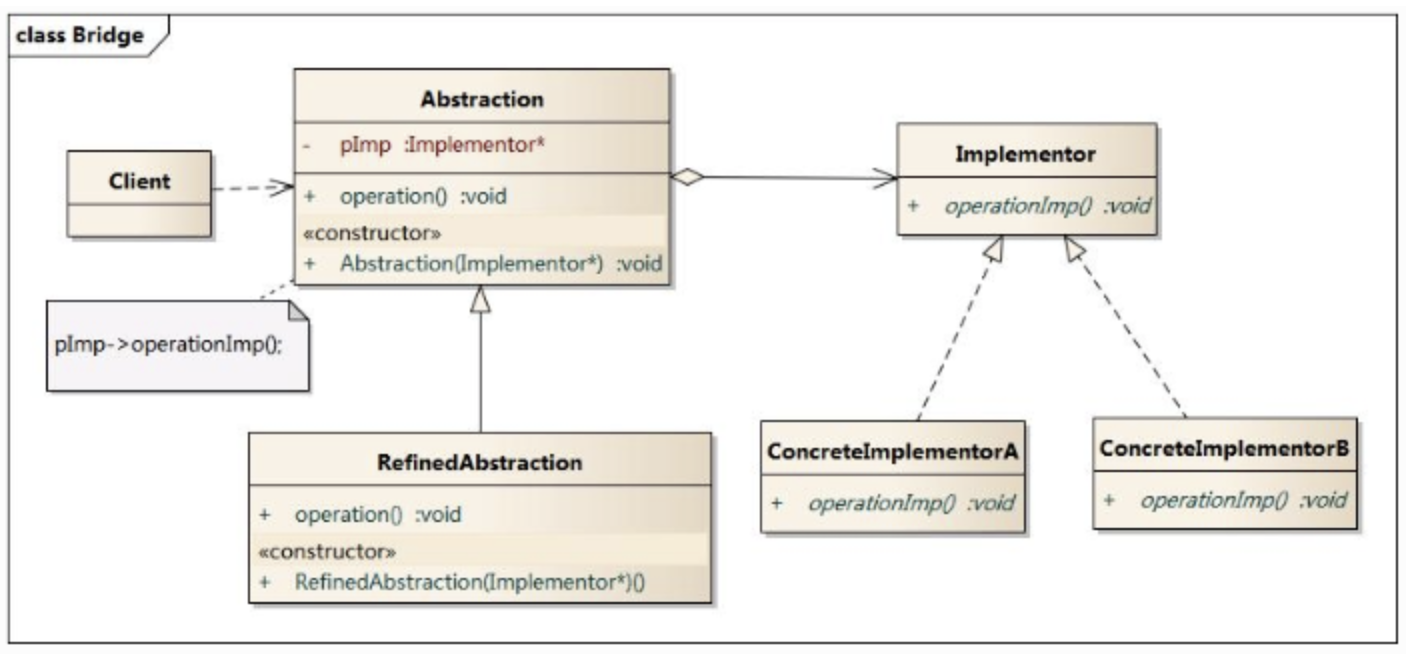 class Bridge
Abstraction
- pImp :Implementor*
+ operation() :void
«constructor»
+ Abstraction(Implementor*) :void
Client
Implementor
+ operationImp() :void
pImp->operationImp();
RefinedAbstraction
+ operation() :void
«constructor»
+ RefinedAbstraction(Implementor*)()
ConcreteImplementorA
+ operationImp() :void
ConcreteImplementorB
+ operationImp() :void